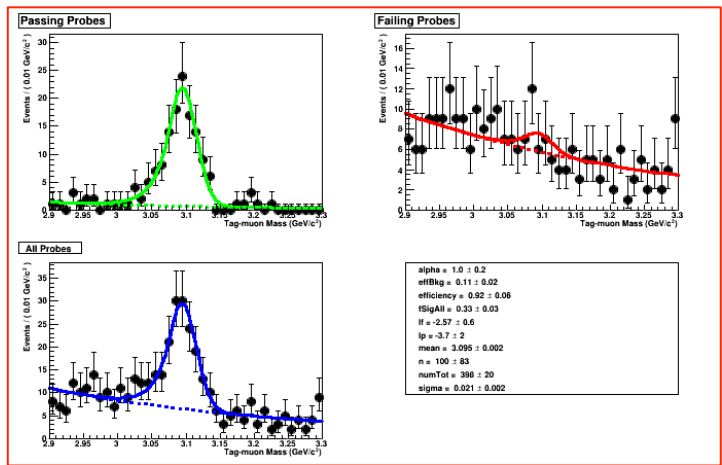 Passing Probes
Events / ( 0.01 GeV/c² )
30
25
20
15
10
5
0
2.9
2.95
3
3.05
3.1
3.15
3.2
3.25
3.3
Tag-muon Mass (GeV/c²)
Failing Probes
Events / ( 0.01 GeV/c² )
16
14
12
10
8
6
4
2
0
2.9
2.95
3
3.05
3.1
3.15
3.2
3.25
3.3
Tag-muon Mass (GeV/c²)
All Probes
Events / ( 0.01 GeV/c² )
35
30
25
20
15
10
5
0
2.9
2.95
3
3.05
3.1
3.15
3.2
3.25
3.3
Tag-muon Mass (GeV/c²)
alpha = 1.0 ± 0.2
effBkg = 0.11 ± 0.02
efficiency = 0.92 ± 0.06
fSigAll = 0.33 ± 0.03
lf = -2.57 ± 0.6
lp = -3.7 ± 2
mean = 3.095 ± 0.002
n = 100 ± 83
numTot = 398 ± 20
sigma = 0.021 ± 0.002